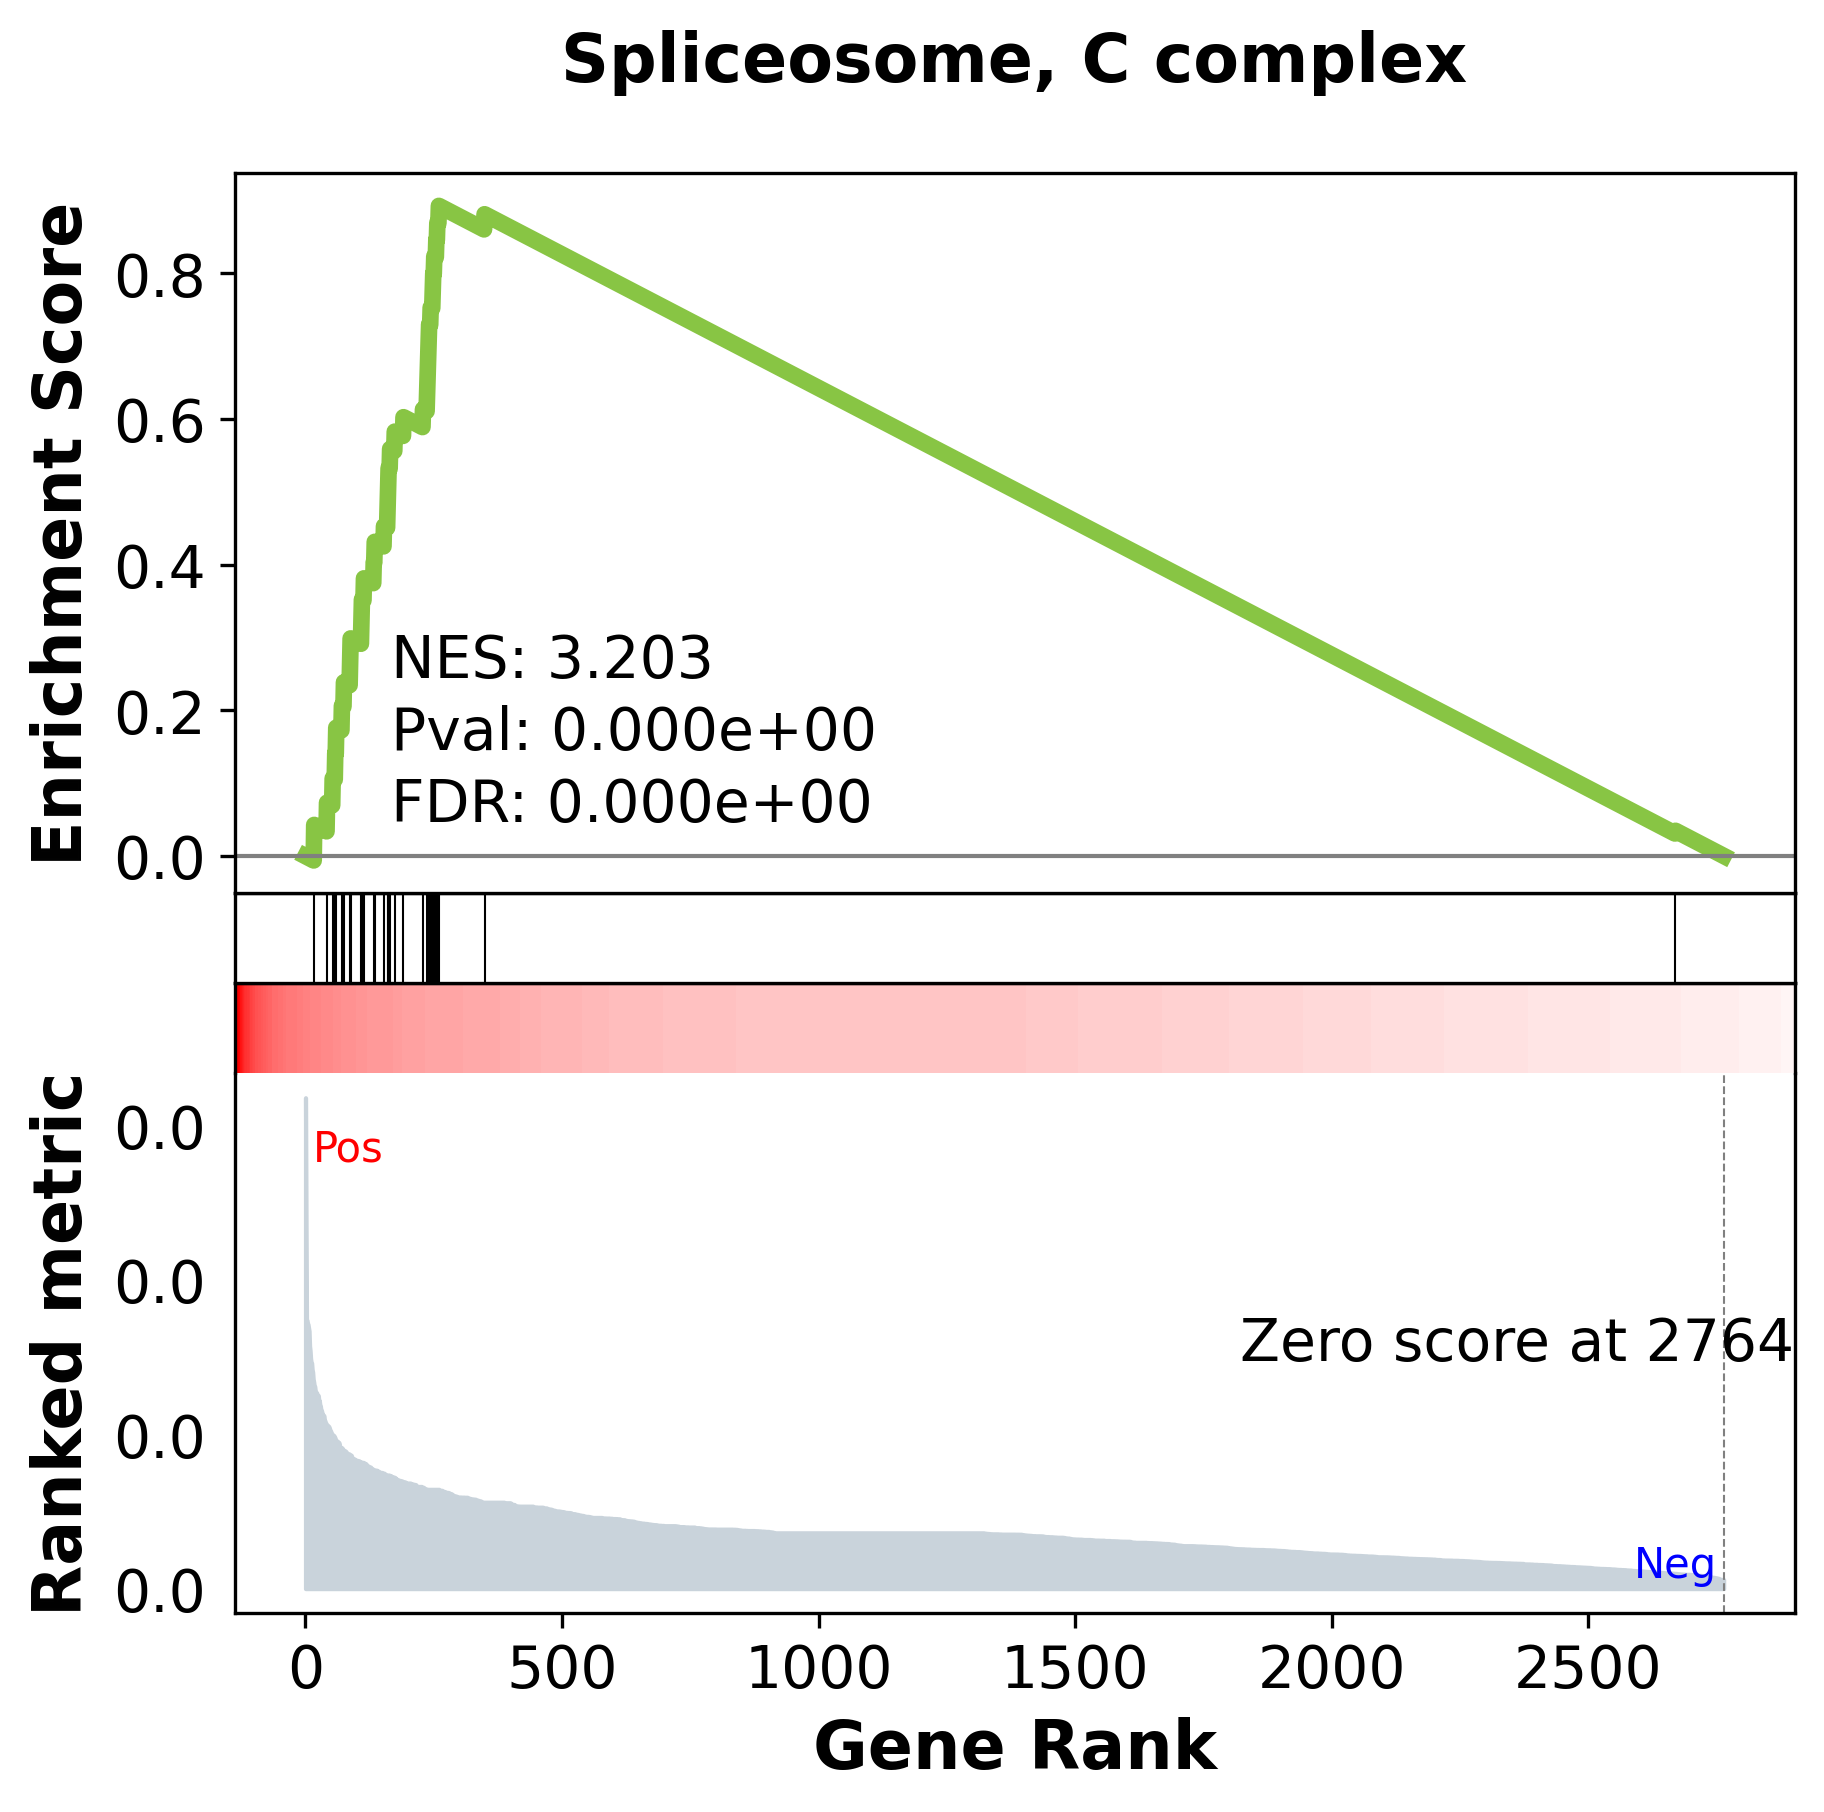 Spliceosome, C complex
Enrichment Score
0.8
0.6
0.4
0.2
0.0
NES: 3.203
Pval: 0.000e+00
FDR: 0.000e+00
Ranked metric
0.0
0.0
0.0
0.0
Pos
Zero score at 2764
Neg
0 500 1000 1500 2000 2500
Gene Rank